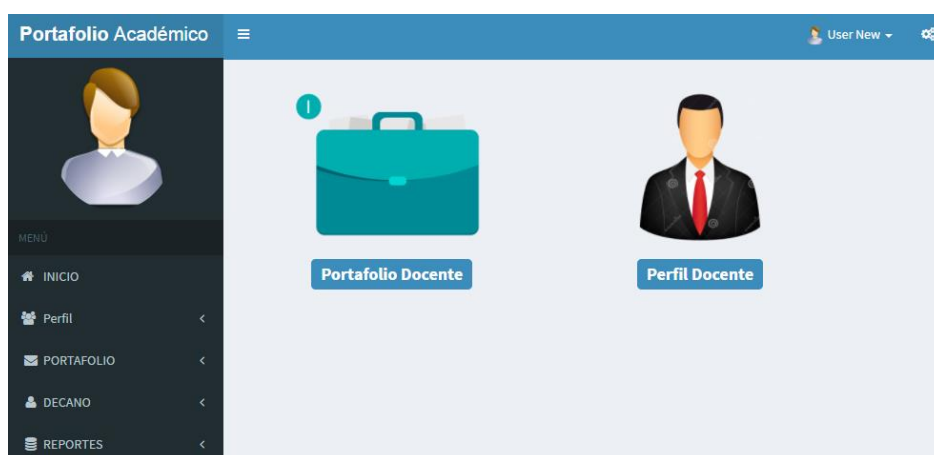 Portafolio Académico
User New
MENÚ
INICIO
Perfil
PORTAFOLIO
DECANO
REPORTES
I
Portafolio Docente
Perfil Docente